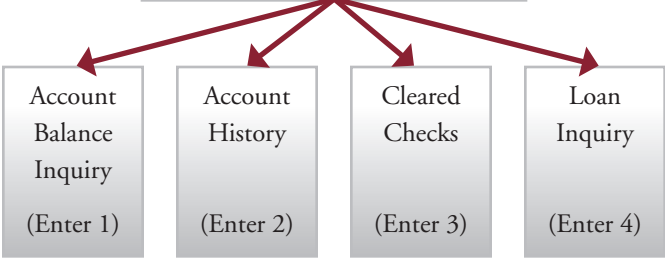 Account
Balance
Inquiry
(Enter 1)
Account
History
(Enter 2)
Cleared
Checks
(Enter 3)
Loan
Inquiry
(Enter 4)